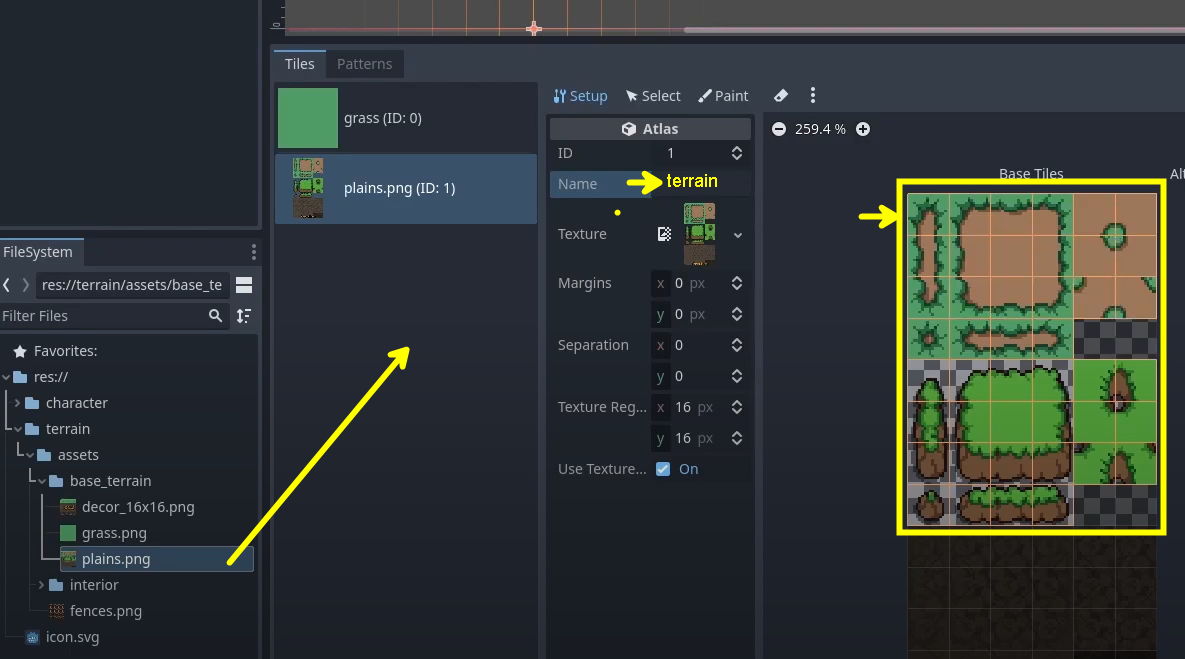 Tiles
Patterns
grass (ID: 0)
plains.png (ID: 1)
Setup
Select
Paint
Atlas
ID 1
Name terrain
Texture
Margins x 0 px
y 0 px
Separation x 0
y 0
Texture Reg... x 16 px
y 16 px
Use Texture... On
259.4 %
Base Tiles
Al
FileSystem
res://terrain/assets/base_te
Filter Files
Favorites:
res://
character
terrain
assets
base_terrain
decor_16x16.png
grass.png
plains.png
interior
fences.png
icon.svg